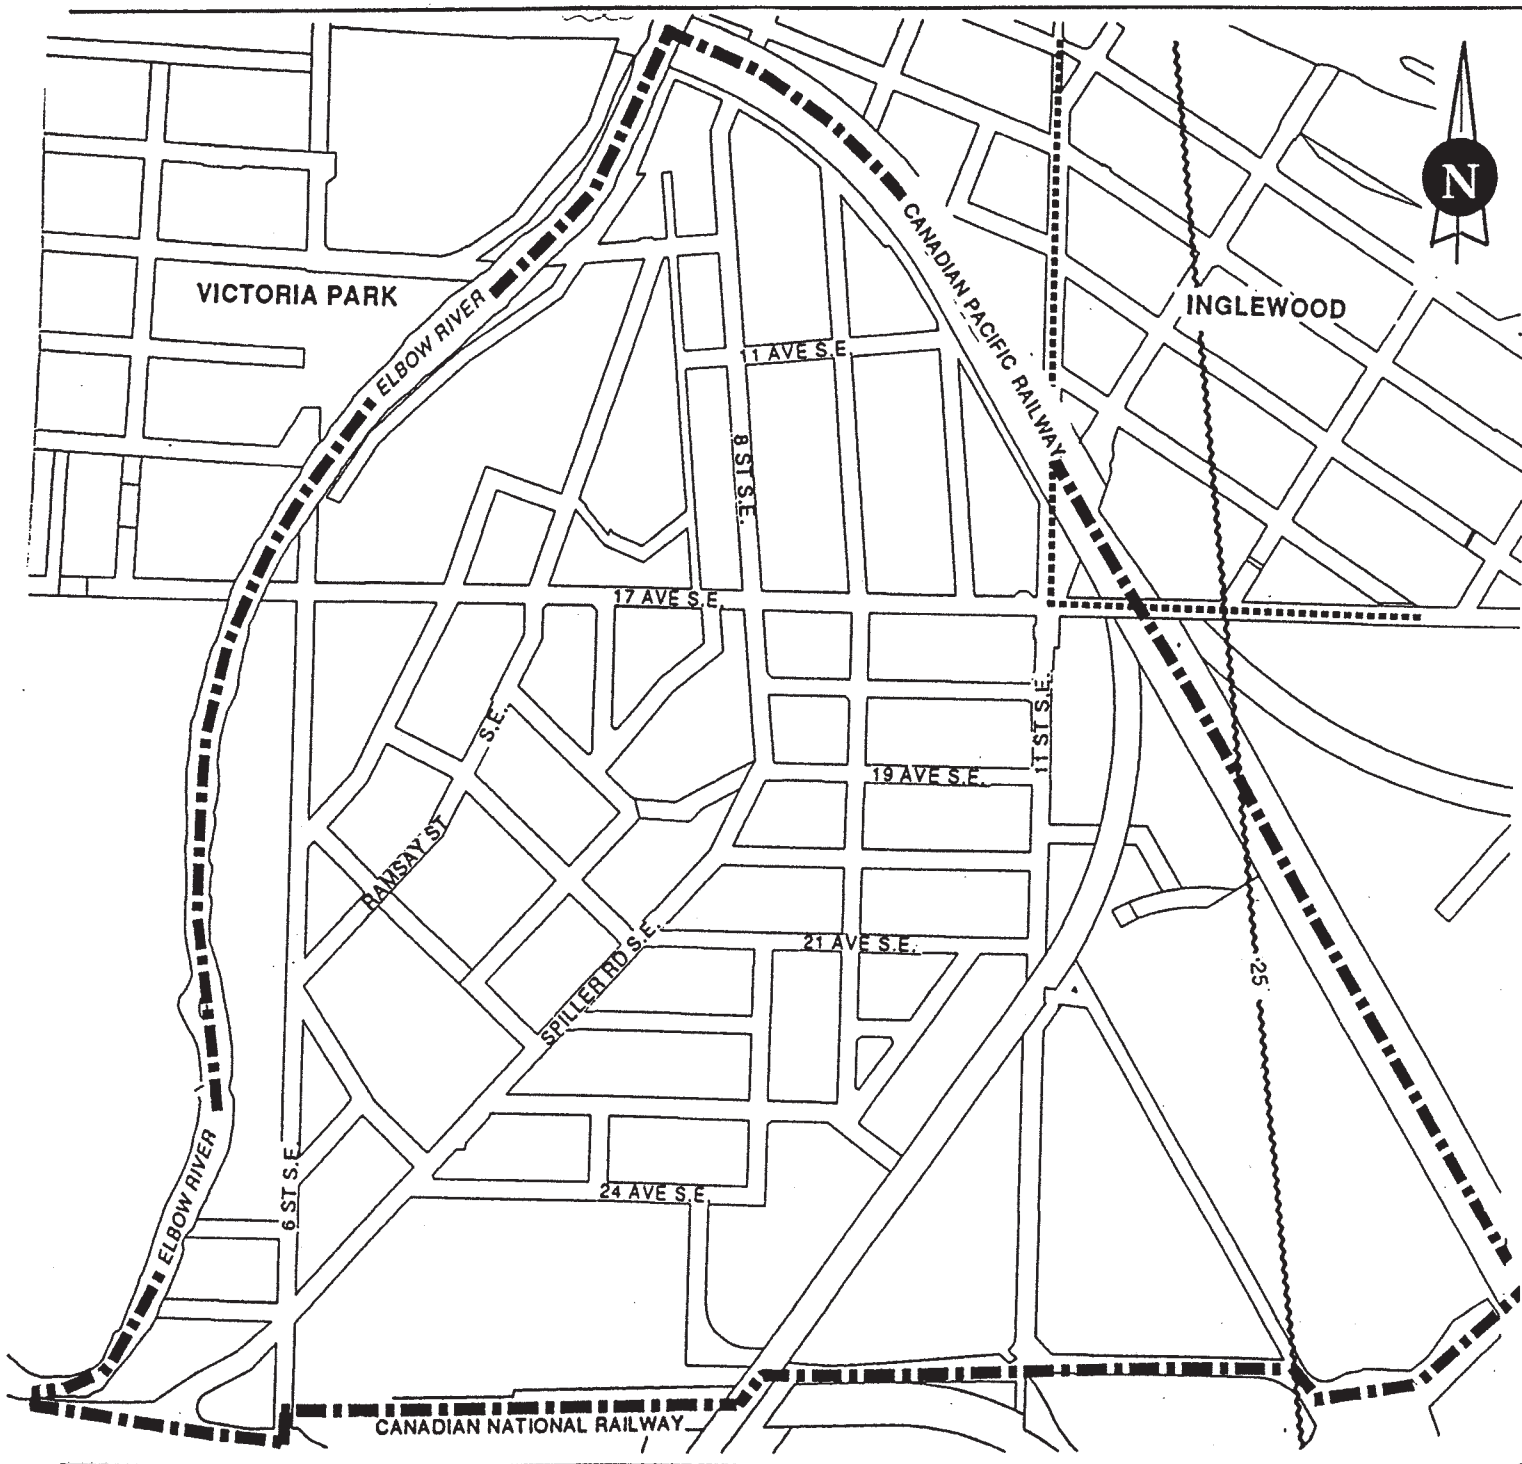 N
VICTORIA PARK
ELBOW RIVER
CANADIAN PACIFIC RAILWAY
INGLEWOOD
11 AVE S.E.
8 ST S.E.
17 AVE S.E.
S.E.
11 ST S.E.
19 AVE S.E.
RAMSAY ST
21 AVE S.E.
SPILLER RD S.E.
25
ELBOW RIVER
6 ST S.E.
24 AVE S.E.
CANADIAN NATIONAL RAILWAY